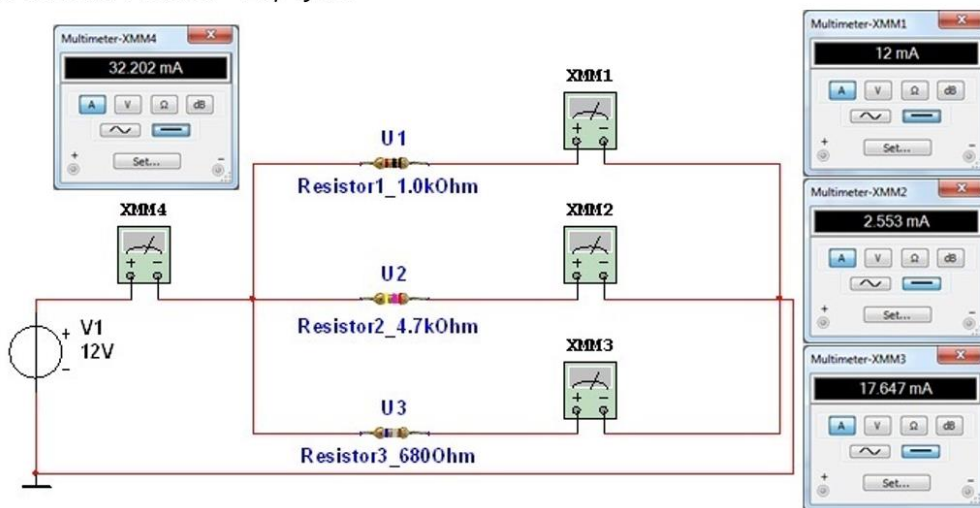 Multimeter-XMM4
32.202 mA
A V Ω dB
Set...
+ -
XMM4
+ -
V1
12V
+
-
U1
Resistor1_1.0kOhm
XMM1
+ -
U2
Resistor2_4.7kOhm
XMM2
+ -
U3
Resistor3_680Ohm
XMM3
+ -
Multimeter-XMM1
12 mA
A V Ω dB
Set...
+ -
Multimeter-XMM2
2.553 mA
A V Ω dB
Set...
+ -
Multimeter-XMM3
17.647 mA
A V Ω dB
Set...
+ -